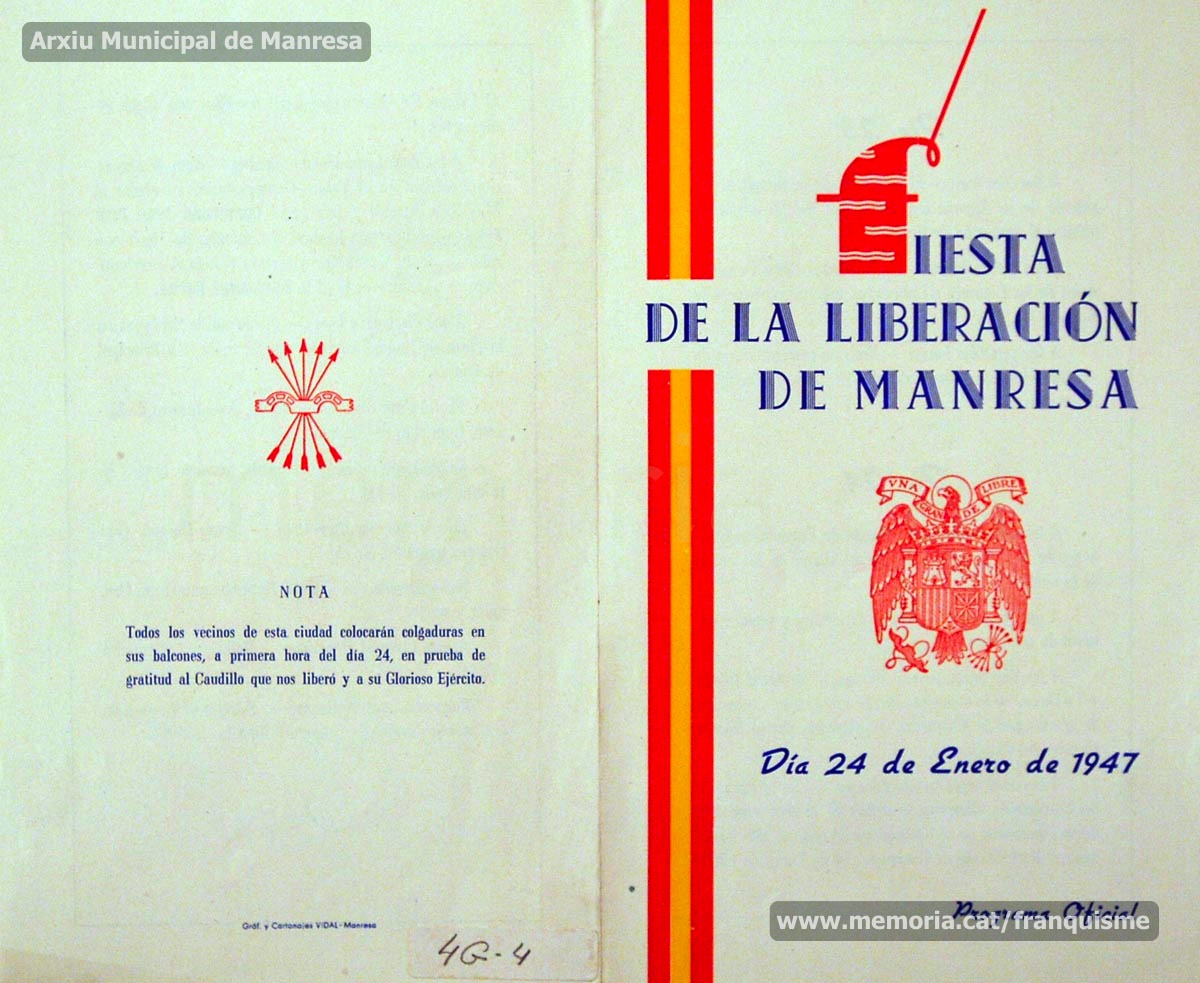 Arxiu Municipal de Manresa
NOTA
Todos los vecinos de esta ciudad colocarán colgaduras en
sus balcones, a primera hora del día 24, en prueba de
gratitud al Caudillo que nos liberó y a su Glorioso Ejército.
Gráf. y Cartonajes VIDAL-Manresa
4G-4
FIESTA
DE LA LIBERACIÓN
DE MANRESA
VNA GRANDE LIBRE
Día 24 de Enero de 1947
Programa Oficial
www.memoria.cat/franquisme